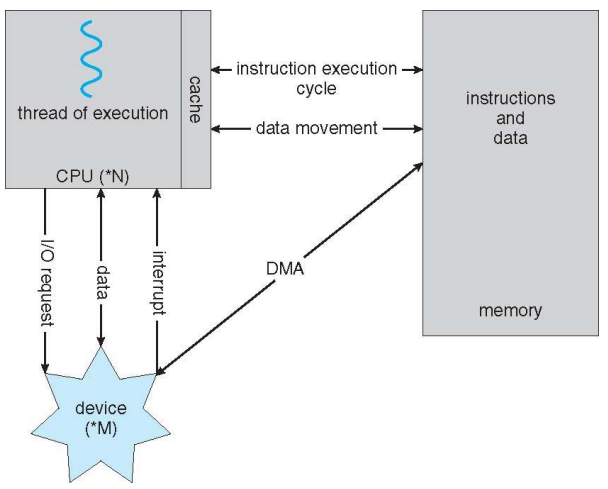 thread of execution
cache
CPU (*N)
instruction execution
cycle
data movement
instructions
and
data
memory
I/O request
data
interrupt
DMA
device
(*M)